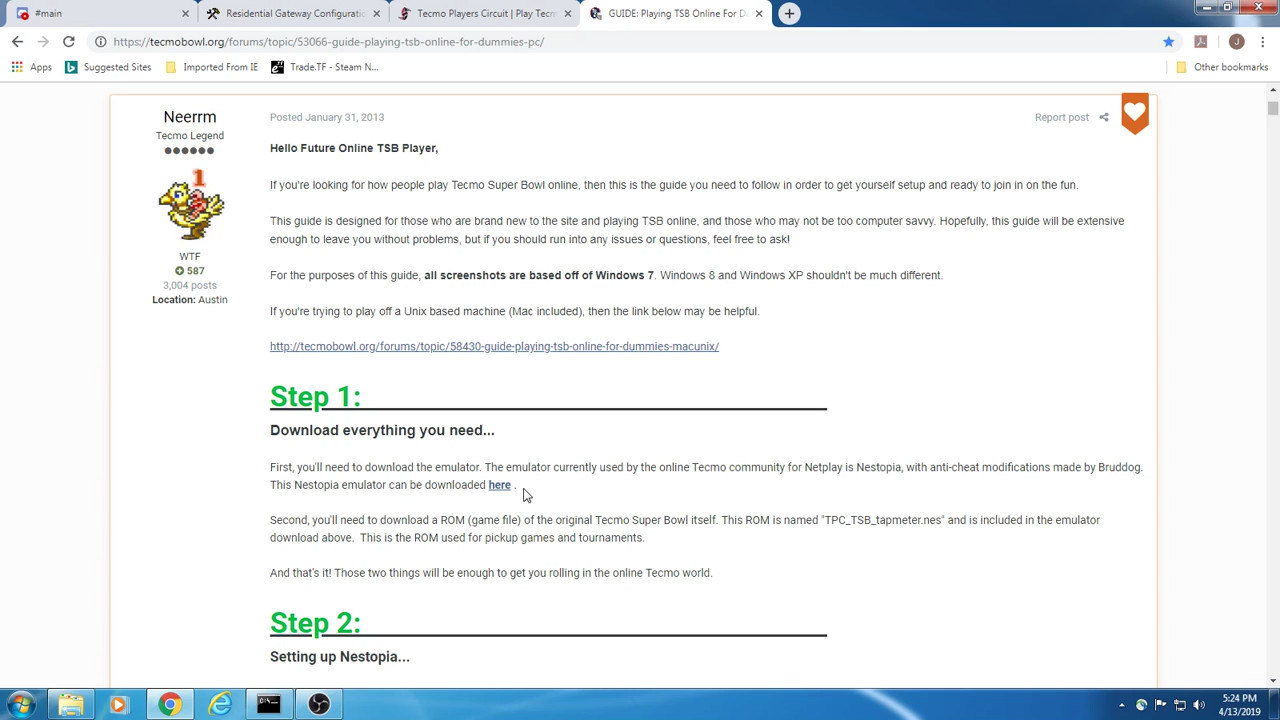 #main
Residential Gateway Configurati
Tecmo Players Circuit | Play Tecm
GUIDE: Playing TSB Online For D
https://tecmobowl.org/forums/topic/53066-guide-playing-tsb-online-for-dummies-pc/
J
Apps
Suggested Sites
Imported From IE
Trade.TF - Steam N...
Other bookmarks
Neerrm
Tecmo Legend
1
WTF
587
3,004 posts
Location: Austin
Posted January 31, 2013
Report post
Hello Future Online TSB Player,
If you're looking for how people play Tecmo Super Bowl online, then this is the guide you need to follow in order to get yourself setup and ready to join in on the fun.
This guide is designed for those who are brand new to the site and playing TSB online, and those who may not be too computer savvy. Hopefully, this guide will be extensive
enough to leave you without problems, but if you should run into any issues or questions, feel free to ask!
For the purposes of this guide, all screenshots are based off of Windows 7. Windows 8 and Windows XP shouldn't be much different.
If you're trying to play off a Unix based machine (Mac included), then the link below may be helpful.
http://tecmobowl.org/forums/topic/58430-guide-playing-tsb-online-for-dummies-macunix/
Step 1:
Download everything you need...
First, you'll need to download the emulator. The emulator currently used by the online Tecmo community for Netplay is Nestopia, with anti-cheat modifications made by Bruddog.
This Nestopia emulator can be downloaded here .
Second, you'll need to download a ROM (game file) of the original Tecmo Super Bowl itself. This ROM is named "TPC_TSB_tapmeter.nes" and is included in the emulator
download above. This is the ROM used for pickup games and tournaments.
And that's it! Those two things will be enough to get you rolling in the online Tecmo world.
Step 2:
Setting up Nestopia...
5:24 PM
4/13/2019